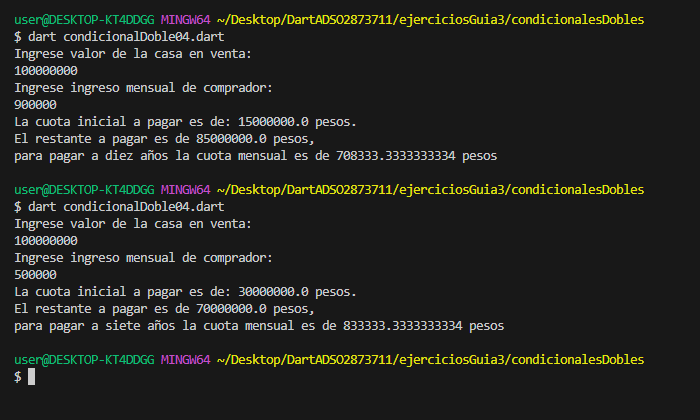 user@DESKTOP-KT4DDGG MINGW64 ~/Desktop/DartADSO2873711/ejerciciosGuia3/condicionalesDobles
$ dart condicionalDoble04.dart
Ingrese valor de la casa en venta:
100000000
Ingrese ingreso mensual de comprador:
900000
La cuota inicial a pagar es de: 15000000.0 pesos.
El restante a pagar es de 85000000.0 pesos,
para pagar a diez años la cuota mensual es de 708333.3333333334 pesos
user@DESKTOP-KT4DDGG MINGW64 ~/Desktop/DartADSO2873711/ejerciciosGuia3/condicionalesDobles
$ dart condicionalDoble04.dart
Ingrese valor de la casa en venta:
100000000
Ingrese ingreso mensual de comprador:
500000
La cuota inicial a pagar es de: 30000000.0 pesos.
El restante a pagar es de 70000000.0 pesos,
para pagar a siete años la cuota mensual es de 833333.3333333334 pesos
user@DESKTOP-KT4DDGG MINGW64 ~/Desktop/DartADSO2873711/ejerciciosGuia3/condicionalesDobles
$